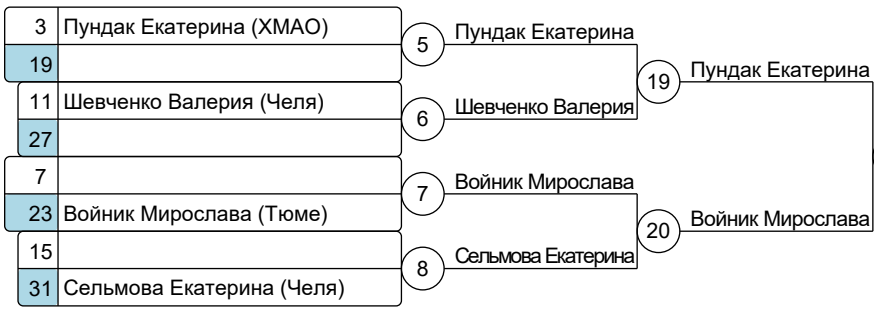 3 Пундак Екатерина (ХМАО)
19
5 Пундак Екатерина
11 Шевченко Валерия (Челя)
27
6 Шевченко Валерия
19 Пундак Екатерина
7
23 Войник Мирослава (Тюме)
7 Войник Мирослава
15
31 Сельмова Екатерина (Челя)
8 Сельмова Екатерина
20 Войник Мирослава